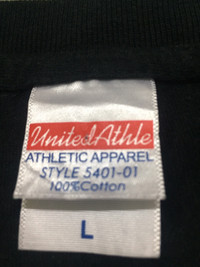 UnitedAthle
ATHLETIC APPAREL
STYLE 5401-01
100%Cotton
L